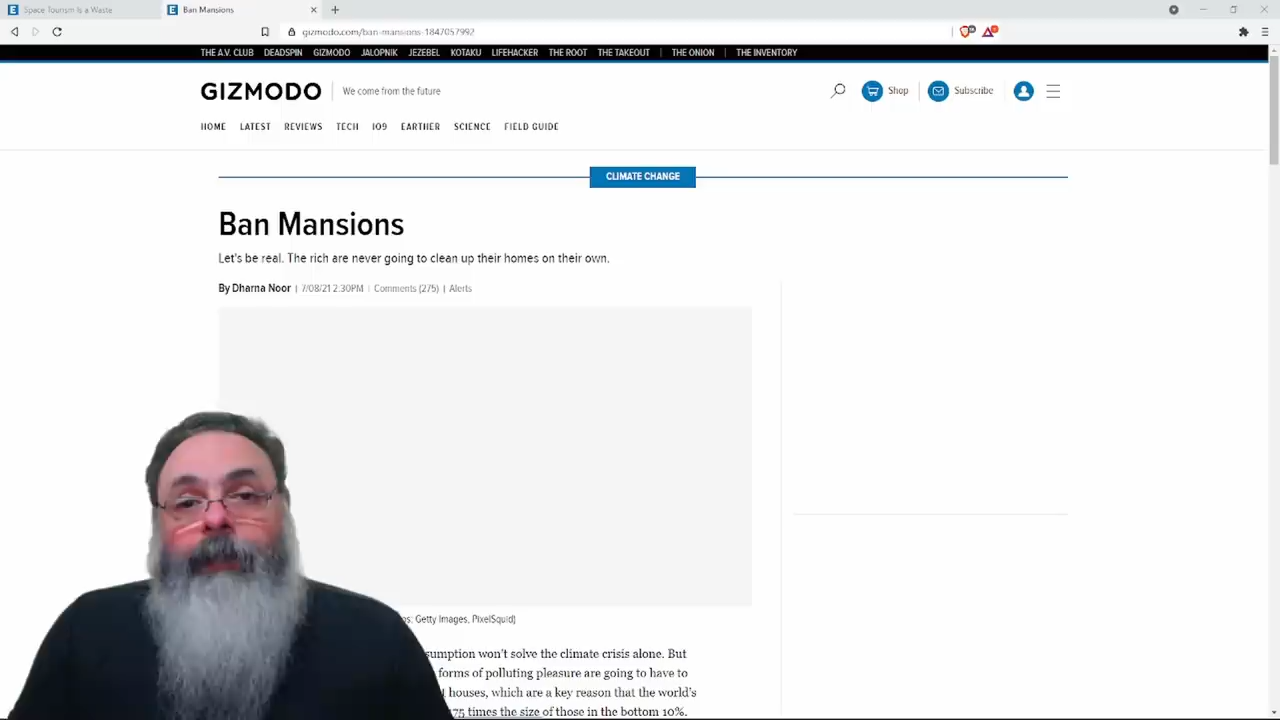 Space Tourism Is a Waste
Ban Mansions
gizmodo.com/ban-mansions-1847057992
THE A.V. CLUB DEADSPIN GIZMODO JALOPNIK JEZEBEL KOTAKU LIFEHACKER THE ROOT THE TAKEOUT | THE ONION | THE INVENTORY
GIZMODO We come from the future
Shop Subscribe
HOME LATEST REVIEWS TECH IO9 EARTHER SCIENCE FIELD GUIDE
CLIMATE CHANGE
Ban Mansions
Let's be real. The rich are never going to clean up their homes on their own.
By Dharna Noor | 7/08/21 2:30PM | Comments (275) | Alerts
Getty Images, PixelSquid)
won't solve the climate crisis alone. But
forms of polluting pleasure are going to have to
houses, which are a key reason that the world's
75 times the size of those in the bottom 10%.